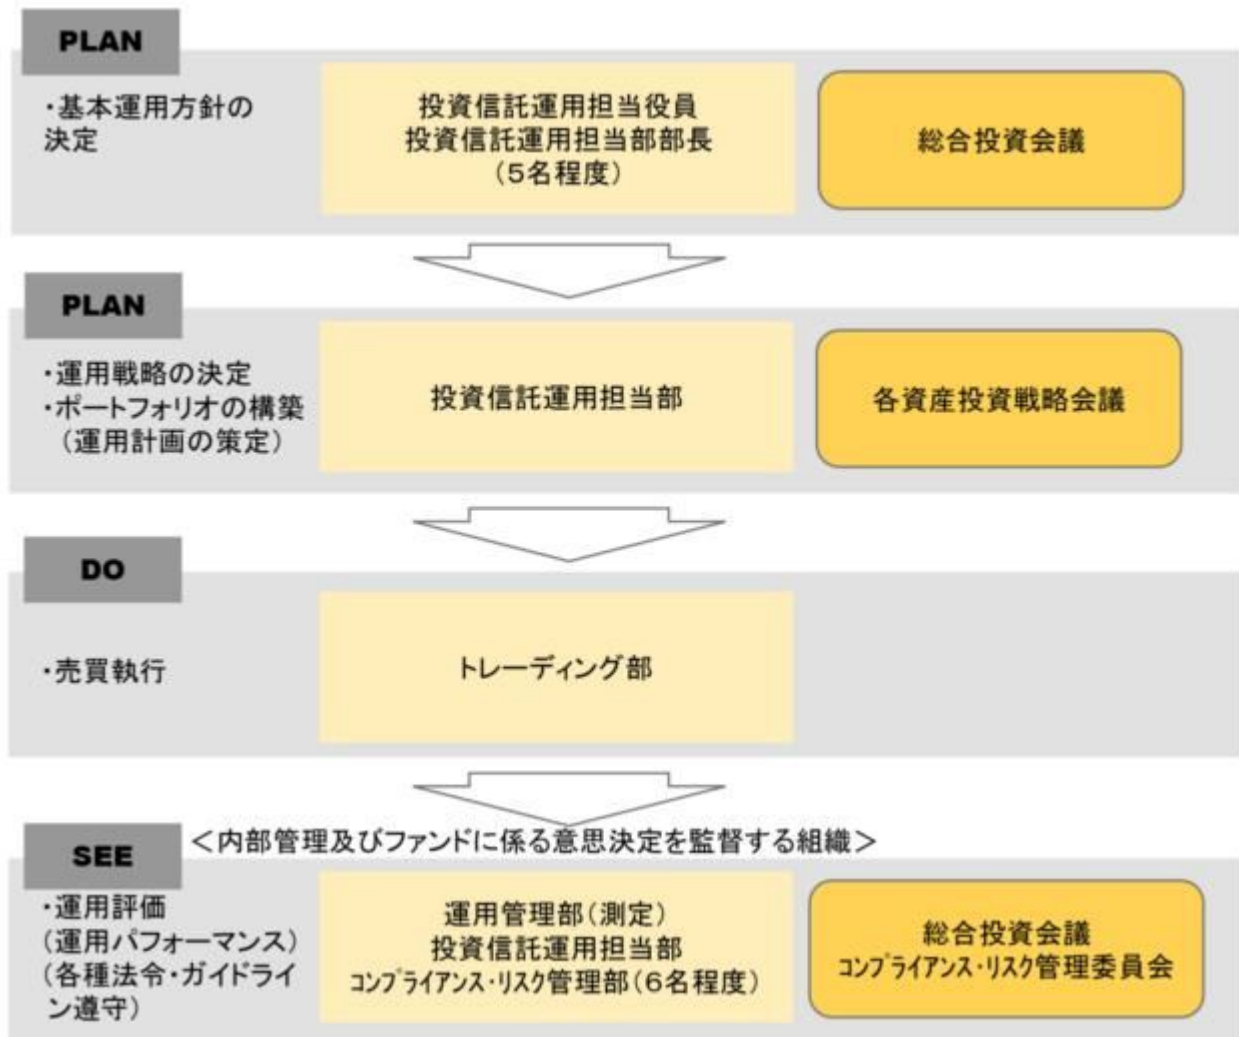 PLAN
・基本運用方針の
決定
投資信託運用担当役員
投資信託運用担当部部長
(5名程度)
総合投資会議
PLAN
・運用戦略の決定
・ポートフォリオの構築
(運用計画の策定)
投資信託運用担当部
各資産投資戦略会議
DO
・売買執行
トレーディング部
SEE
＜内部管理及びファンドに係る意思決定を監督する組織＞
・運用評価
(運用パフォーマンス)
(各種法令・ガイドライ
ン遵守)
運用管理部(測定)
投資信託運用担当部
ｺﾝﾌﾟﾗｲｱﾝｽ・ﾘｽｸ管理部(6名程度)
総合投資会議
ｺﾝﾌﾟﾗｲｱﾝｽ・ﾘｽｸ管理委員会